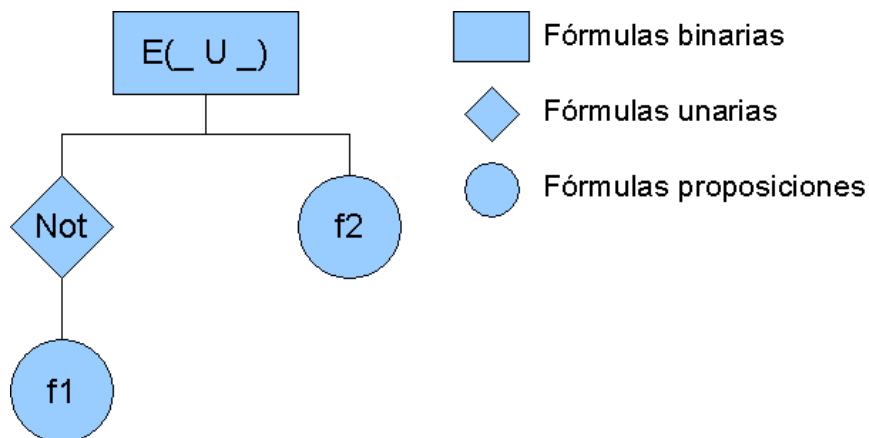 E(_ U _)
Fórmulas binarias
Fórmulas unarias
Fórmulas proposiciones
Not
f2
f1